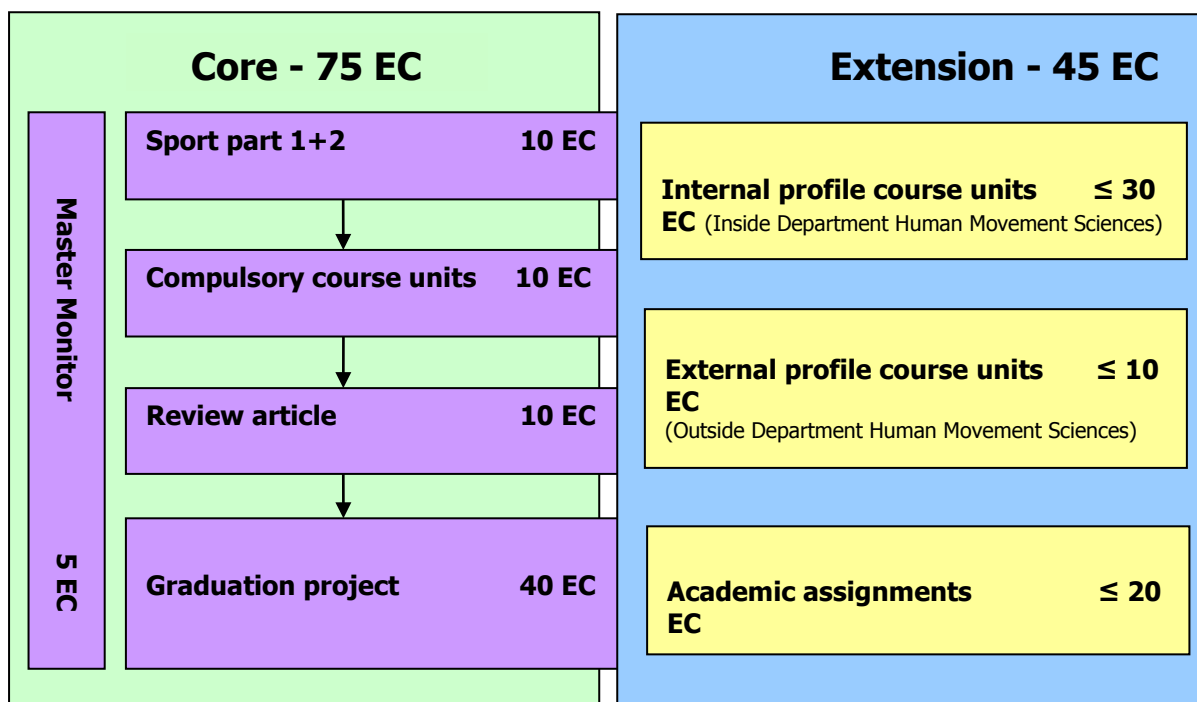 Core - 75 EC
Master Monitor 5 EC
Sport part 1+2 10 EC
Compulsory course units 10 EC
Review article 10 EC
Graduation project 40 EC
Extension - 45 EC
Internal profile course units ≤ 30
EC (Inside Department Human Movement Sciences)
External profile course units ≤ 10
EC
(Outside Department Human Movement Sciences)
Academic assignments ≤ 20
EC